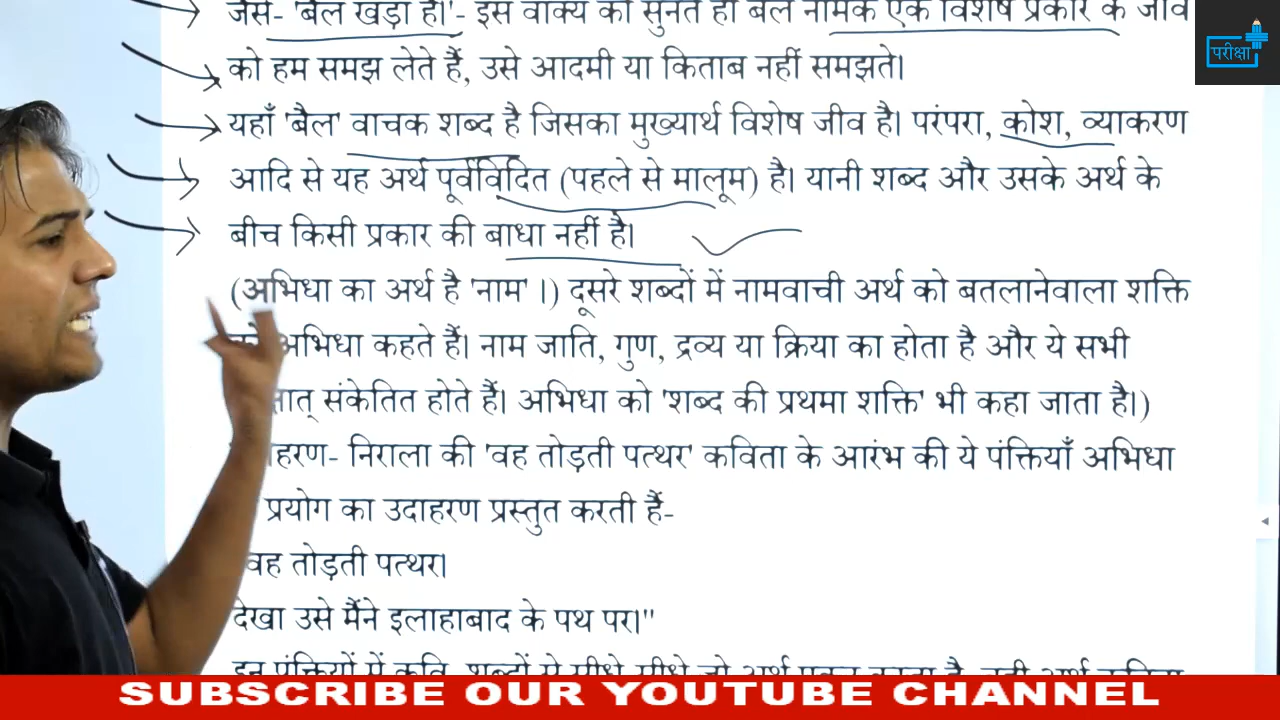 जैसे- 'बैल खड़ा है।'- इस वाक्य को सुनते ही बैल नामक एक विशेष प्रकार के जीव
को हम समझ लेते हैं, उसे आदमी या किताब नहीं समझते।
यहाँ 'बैल' वाचक शब्द है जिसका मुख्यार्थ विशेष जीव है। परंपरा, कोश, व्याकरण
आदि से यह अर्थ पूर्वविदित (पहले से मालूम) है। यानी शब्द और उसके अर्थ के
बीच किसी प्रकार की बाधा नहीं है।
(अभिधा का अर्थ है 'नाम' ।) दूसरे शब्दों में नामवाची अर्थ को बतलानेवाला शक्ति
अभिधा कहते हैं। नाम जाति, गुण, द्रव्य या क्रिया का होता है और ये सभी
संकेतित होते हैं। अभिधा को 'शब्द की प्रथमा शक्ति' भी कहा जाता है।)
निराला की 'वह तोड़ती पत्थर' कविता के आरंभ की ये पंक्तियाँ अभिधा
प्रयोग का उदाहरण प्रस्तुत करती हैं-
वह तोड़ती पत्थर।
देखा उसे मैंने इलाहाबाद के पथ पर।"
परीक्षा
SUBSCRIBE OUR YOUTUBE CHANNEL